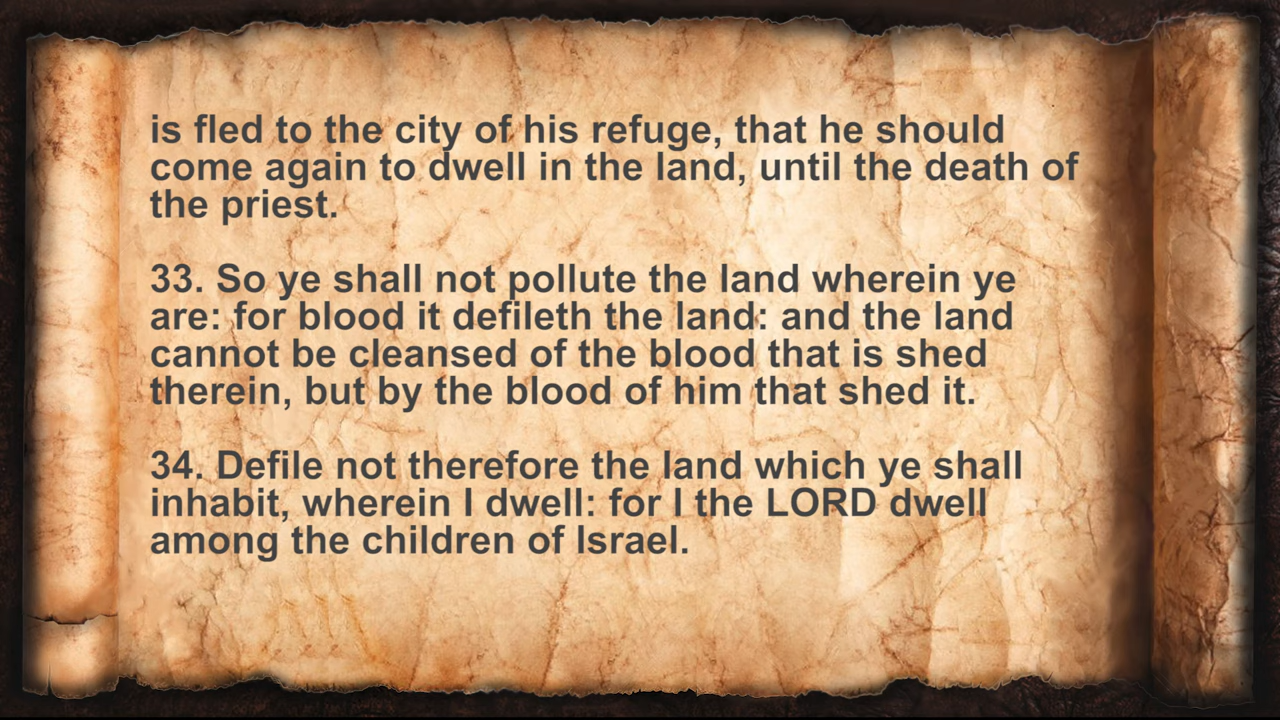 is fled to the city of his refuge, that he should
come again to dwell in the land, until the death of
the priest.
33. So ye shall not pollute the land wherein ye
are: for blood it defileth the land: and the land
cannot be cleansed of the blood that is shed
therein, but by the blood of him that shed it.
34. Defile not therefore the land which ye shall
inhabit, wherein I dwell: for I the LORD dwell
among the children of Israel.